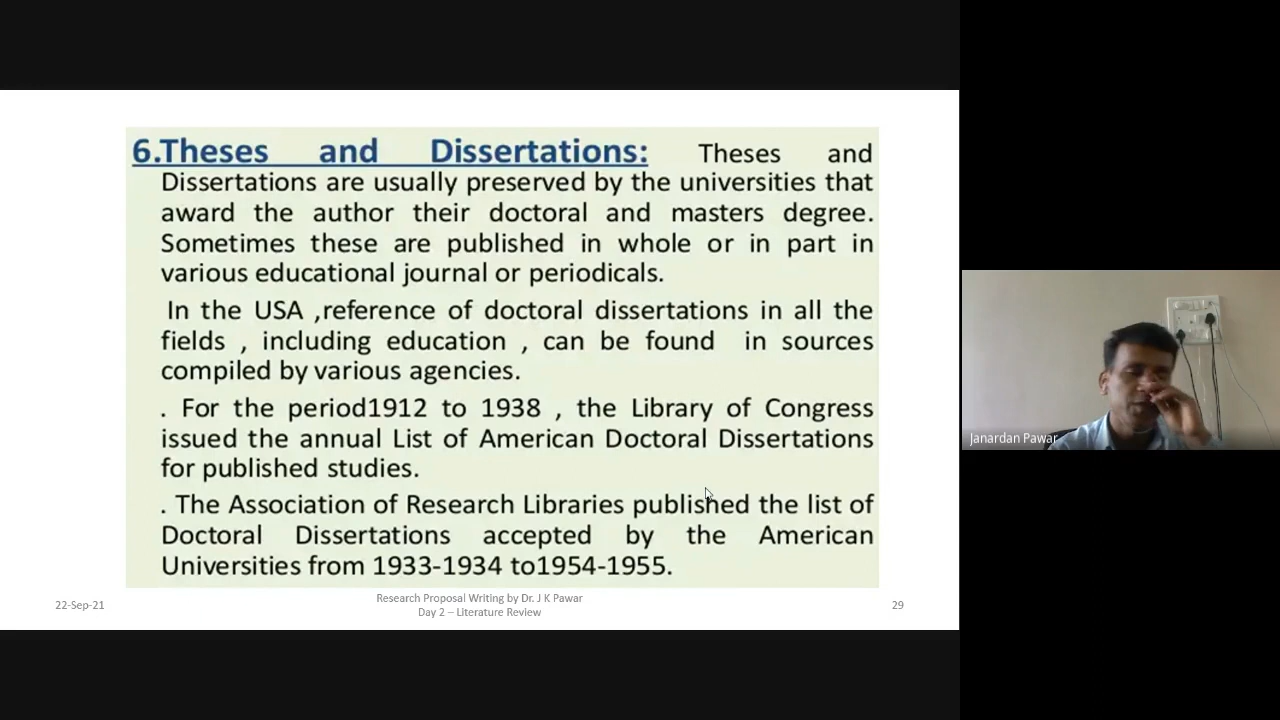 6.Theses and Dissertations: Theses and
Dissertations are usually preserved by the universities that
award the author their doctoral and masters degree.
Sometimes these are published in whole or in part in
various educational journal or periodicals.
In the USA ,reference of doctoral dissertations in all the
fields , including education , can be found in sources
compiled by various agencies.
. For the period1912 to 1938 , the Library of Congress
issued the annual List of American Doctoral Dissertations
for published studies.
. The Association of Research Libraries published the list of
Doctoral Dissertations accepted by the American
Universities from 1933-1934 to1954-1955.
22-Sep-21
Research Proposal Writing by Dr. J K Pawar
Day 2 – Literature Review
29
Janardan Pawar